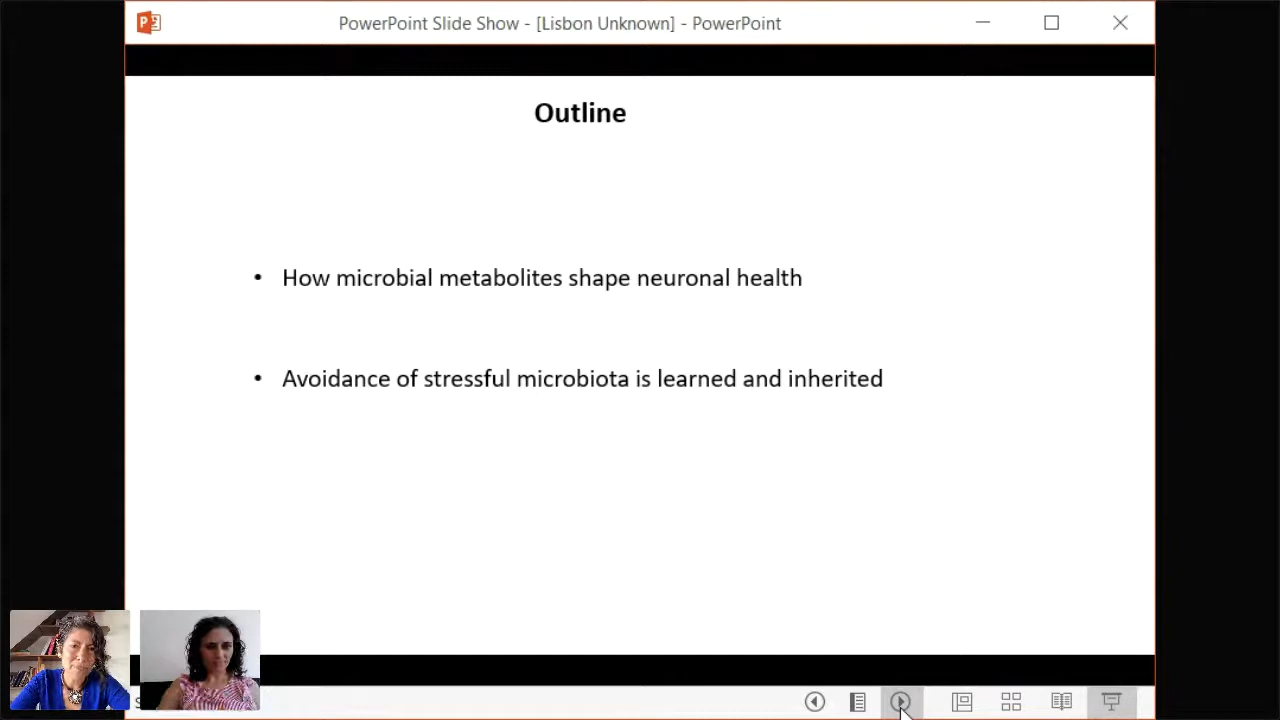 PowerPoint Slide Show - [Lisbon Unknown] - PowerPoint
Outline
• How microbial metabolites shape neuronal health
• Avoidance of stressful microbiota is learned and inherited